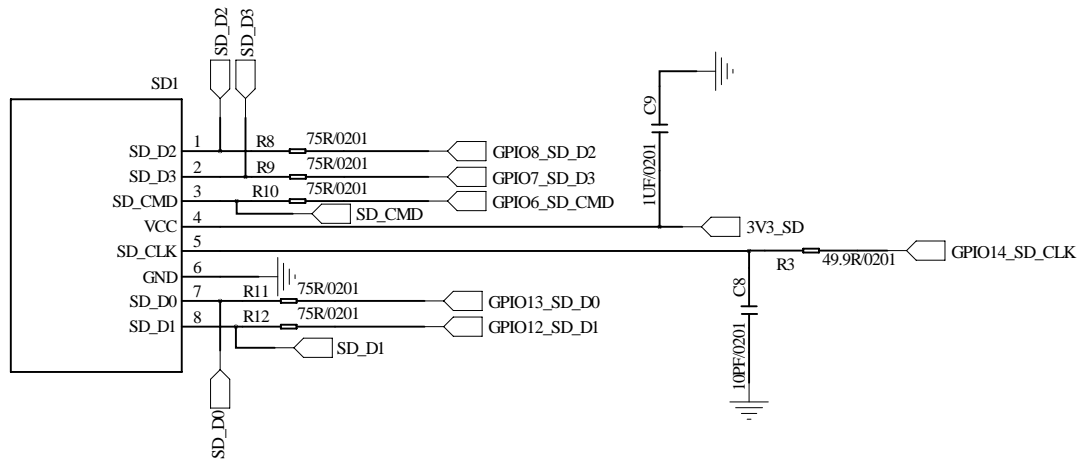 SD_D2
SD_D3
SD1
C9
1UF/0201
SD_D2 1 R8 75R/0201 GPIO8_SD_D2
SD_D3 2 R9 75R/0201 GPIO7_SD_D3
SD_CMD 3 R10 75R/0201 GPIO6_SD_CMD
SD_CMD
VCC 4 3V3_SD
SD_CLK 5 R3 49.9R/0201 GPIO14_SD_CLK
GND 6
SD_D0 7 R11 75R/0201 GPIO13_SD_D0
SD_D1 8 R12 75R/0201 GPIO12_SD_D1
SD_D1
C8
10PF/0201
SD_D0